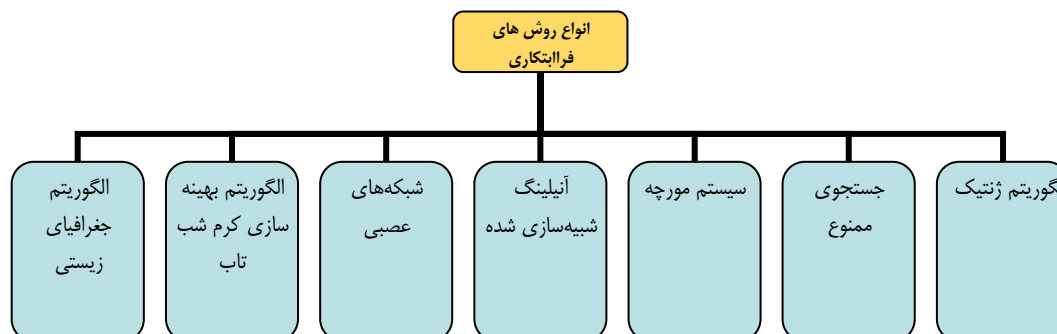 انواع روش های
فراابتکاری
گوریتم ژنتیک
جستجوی
ممنوع
سیستم مورچه
آنیلینگ
شبیه‌سازی شده
شبکه‌های
عصبی
الگوریتم بهینه
سازی کرم شب
تاب
الگوریتم
جغرافیای
زیستی